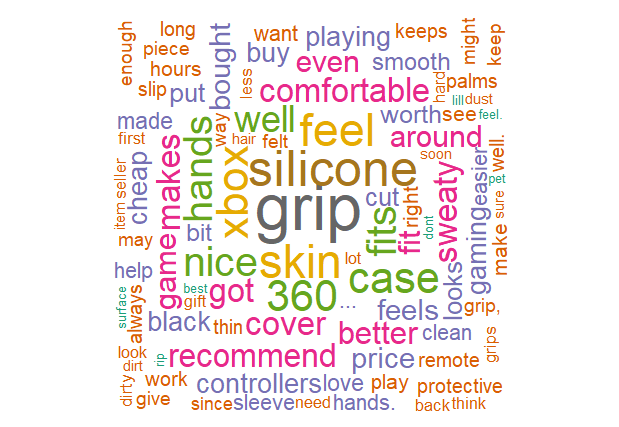 enough
long
piece
hours
slip
put
bought
want
buy
less
playing
even
keeps
smooth
might
keep
hard
palms
lill
dust
comfortable
made
first
cheap
item
seller
makes
hands
way
well
hair
felt
feel
worth
see
feel.
around
soon
well.
xbox
silicone
grip
cut
right
sweaty
easier
pet
sure
may
bit
fits
fit
dont
gaming
make
help
game
nice
skin
lot
case
looks
surface
always
best
gift
got
360
...
feels
grip,
black
thin
cover
better
clean
grips
look
dirt
rip
recommend
price
remote
dirty
work
give
controllers
love
play
protective
since
sleeve
need
hands.
back
think